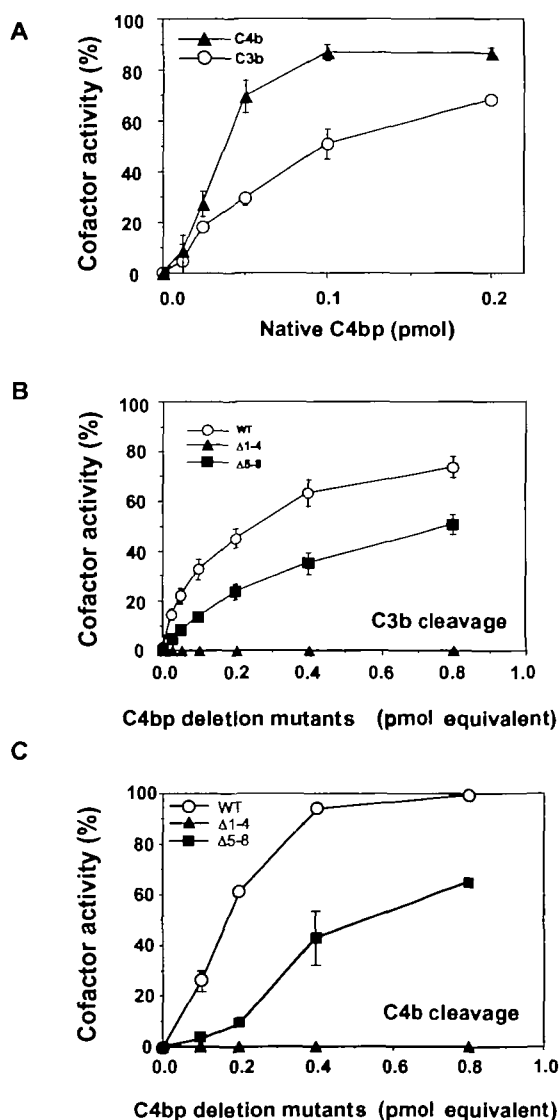 A
C4b
C3b
100
80
60
40
20
0
Cofactor activity (%)
0.0 0.1 0.2
Native C4bp (pmol)
B
WT
Δ1-4
Δ5-8
100
80
60
40
20
0
Cofactor activity (%)
C3b cleavage
0.0 0.2 0.4 0.6 0.8 1.0
C4bp deletion mutants (pmol equivalent)
C
WT
Δ1-4
Δ5-8
100
80
60
40
20
0
Cofactor activity (%)
C4b cleavage
0.0 0.2 0.4 0.6 0.8 1.0
C4bp deletion mutants (pmol equivalent)